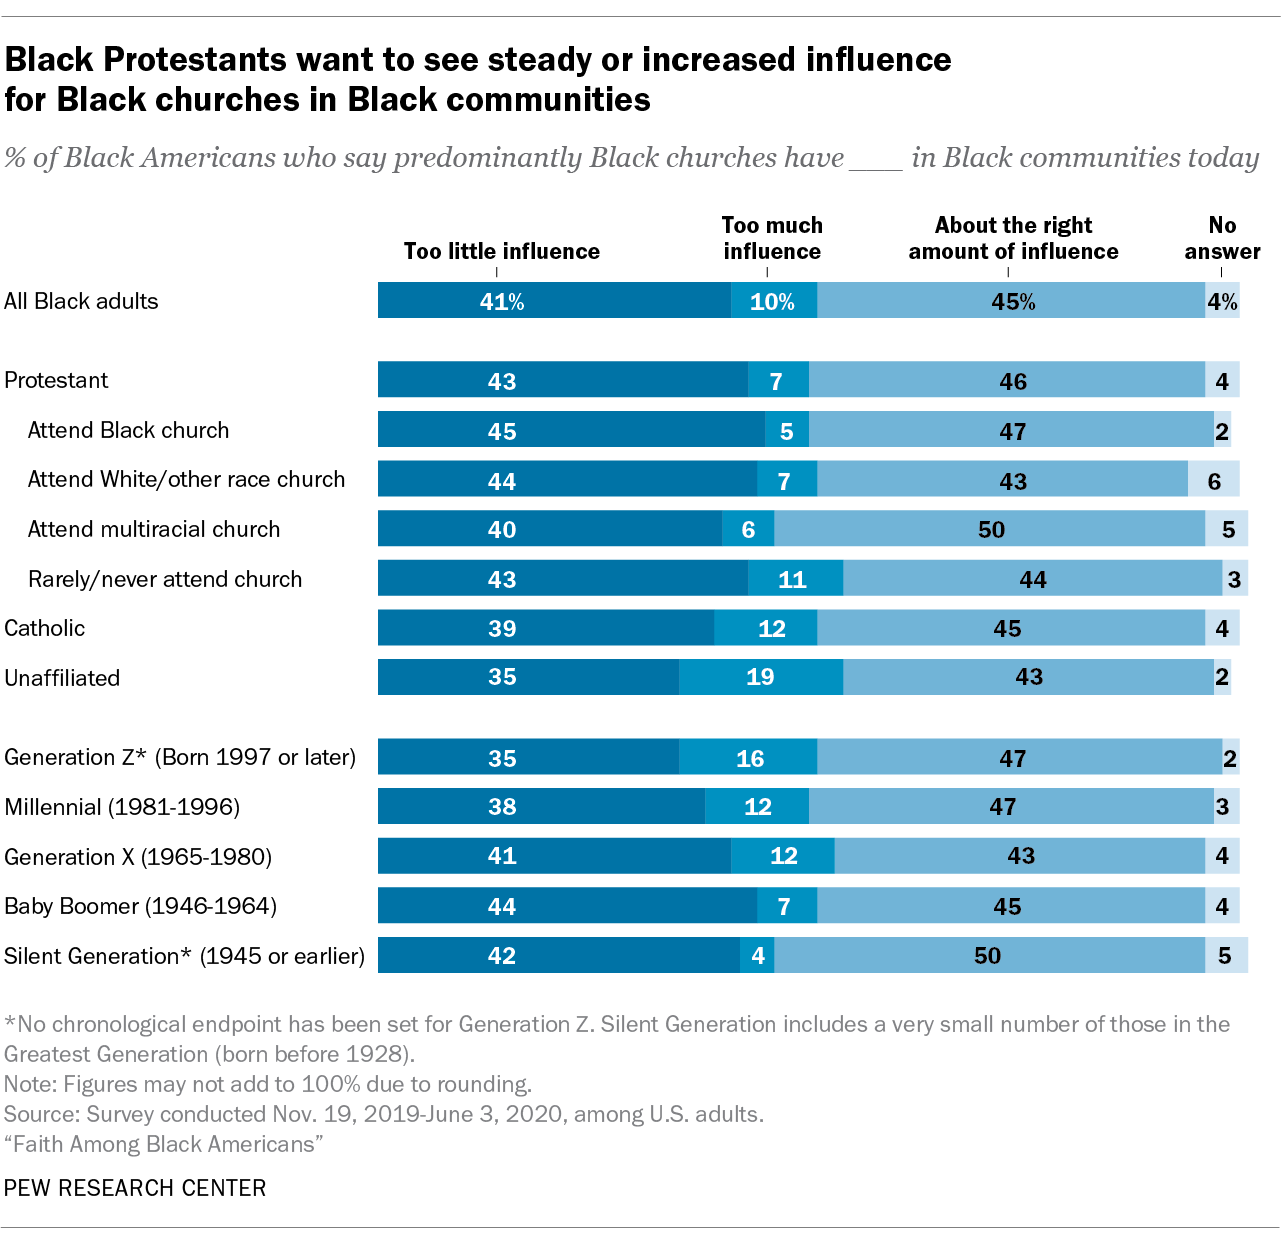 Black Protestants want to see steady or increased influence
for Black churches in Black communities
% of Black Americans who say predominantly Black churches have ___ in Black communities today
Too little influence
Too much
influence
About the right
amount of influence
No
answer
All Black adults 41% 10% 45% 4%
Protestant 43 7 46 4
Attend Black church 45 5 47 2
Attend White/other race church 44 7 43 6
Attend multiracial church 40 6 50 5
Rarely/never attend church 43 11 44 3
Catholic 39 12 45 4
Unaffiliated 35 19 43 2
Generation Z* (Born 1997 or later) 35 16 47 2
Millennial (1981-1996) 38 12 47 3
Generation X (1965-1980) 41 12 43 4
Baby Boomer (1946-1964) 44 7 45 4
Silent Generation* (1945 or earlier) 42 4 50 5
*No chronological endpoint has been set for Generation Z. Silent Generation includes a very small number of those in the
Greatest Generation (born before 1928).
Note: Figures may not add to 100% due to rounding.
Source: Survey conducted Nov. 19, 2019-June 3, 2020, among U.S. adults.
“Faith Among Black Americans”
PEW RESEARCH CENTER